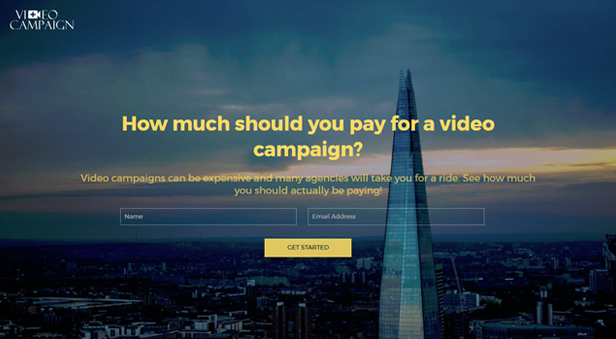 VIDEO
CAMPAIGN
How much should you pay for a video
campaign?
Video campaigns can be expensive and many agencies will take you for a ride. See how much
you should actually be paying!
Name
Email Address
GET STARTED